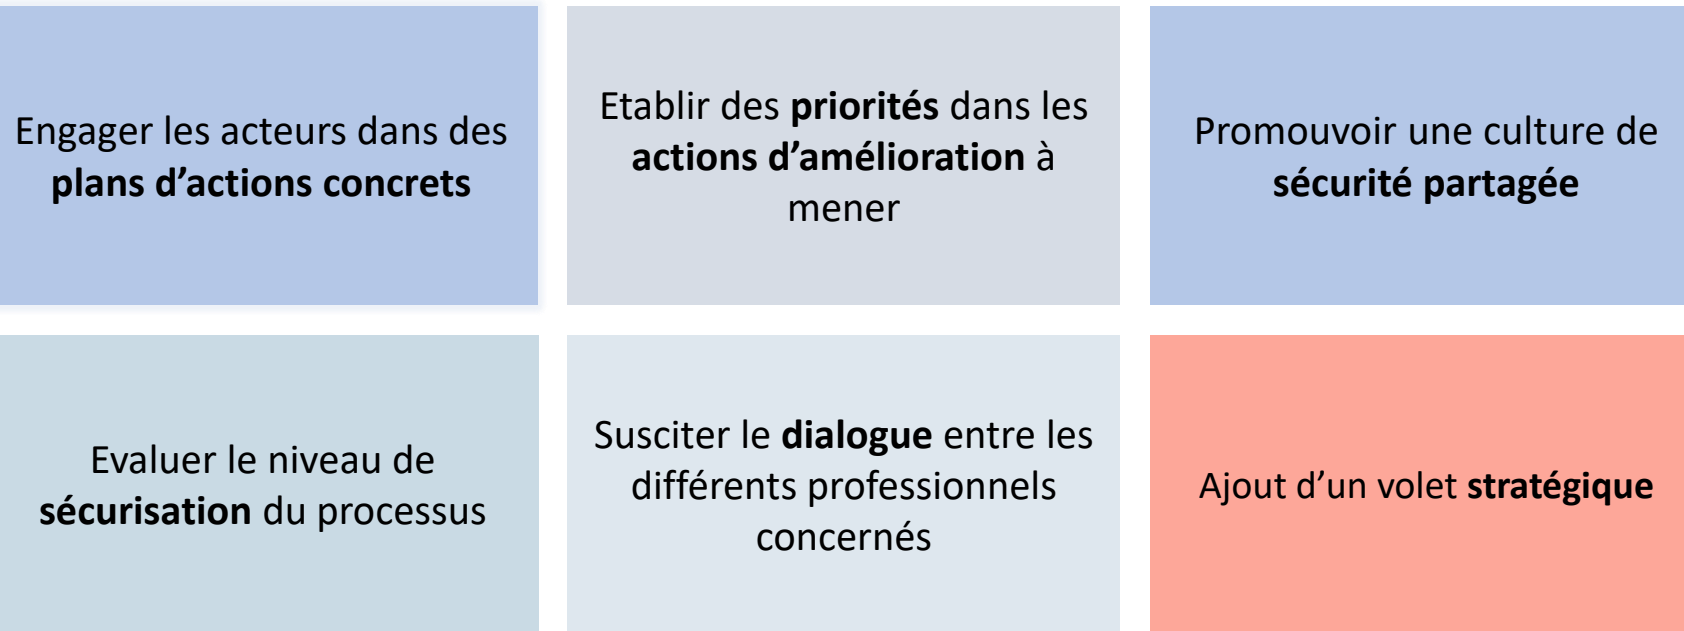 Engager les acteurs dans des
plans d’actions concrets
Etablir des priorités dans les
actions d’amélioration à
mener
Promouvoir une culture de
sécurité partagée
Evaluer le niveau de
sécurisation du processus
Susciter le dialogue entre les
différents professionnels
concernés
Ajout d’un volet stratégique